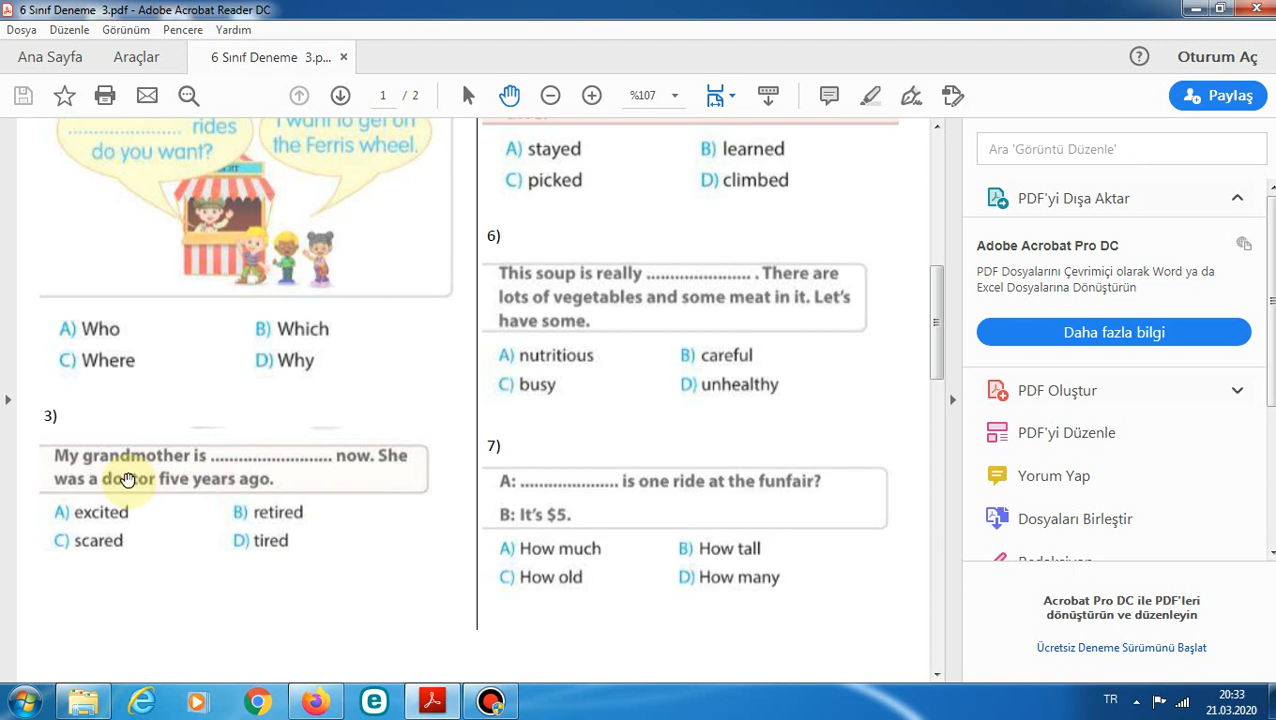 6 Sınıf Deneme 3.pdf - Adobe Acrobat Reader DC
Dosya Düzenle Görünüm Pencere Yardım
Ana Sayfa Araçlar 6 Sınıf Deneme 3.p... × Oturum Aç
1 / 2 %107 Paylaş
.................... rides
do you want?
I want to get on
the Ferris wheel.
A) Who B) Which
C) Where D) Why
3)
My grandmother is ......................... now. She
was a doctor five years ago.
A) excited B) retired
C) scared D) tired
A) stayed B) learned
C) picked D) climbed
6)
This soup is really ...................... . There are
lots of vegetables and some meat in it. Let's
have some.
A) nutritious B) careful
C) busy D) unhealthy
7)
A: ..................... is one ride at the funfair?
B: It's $5.
A) How much B) How tall
C) How old D) How many
Ara 'Görüntü Düzenle'
PDF'yi Dışa Aktar
Adobe Acrobat Pro DC
PDF Dosyalarını Çevrimiçi olarak Word ya da
Excel Dosyalarına Dönüştürün
Daha fazla bilgi
PDF Oluştur
PDF'yi Düzenle
Yorum Yap
Dosyaları Birleştir
Redaksiyon
Acrobat Pro DC ile PDF'leri
dönüştürün ve düzenleyin
Ücretsiz Deneme Sürümünü Başlat
TR 20:33
21.03.2020